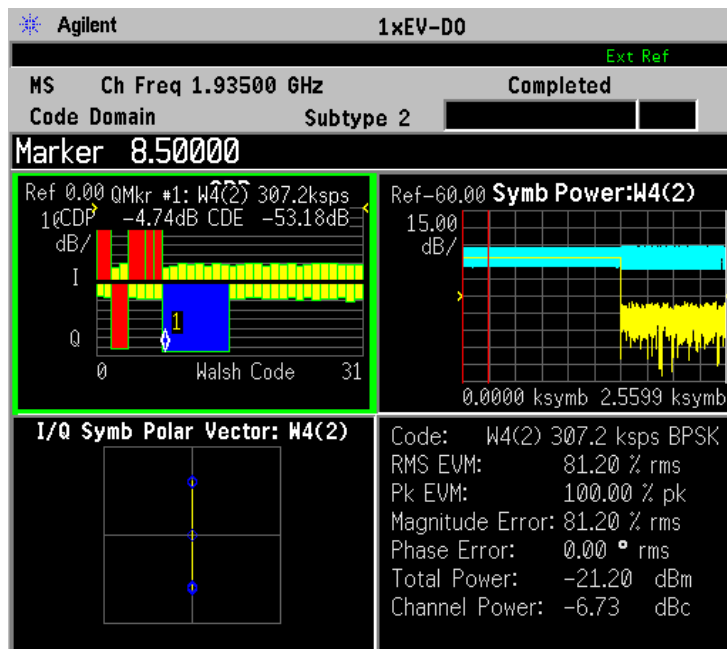 Agilent 1xEV-DO
Ext Ref
MS Ch Freq 1.93500 GHz Completed
Code Domain Subtype 2
Marker 8.50000
Ref 0.00 QMkr #1: W4(2) 307.2ksps
CDP -4.74dB CDE -53.18dB
dB/
I
1
Q
0 Walsh Code 31
Ref-60.00 Symb Power:W4(2)
15.00
dB/
0.0000 ksymb 2.5599 ksymb
I/Q Symb Polar Vector: W4(2)
Code: W4(2) 307.2 ksps BPSK
RMS EVM: 81.20 % rms
Pk EVM: 100.00 % pk
Magnitude Error: 81.20 % rms
Phase Error: 0.00 ° rms
Total Power: -21.20 dBm
Channel Power: -6.73 dBc